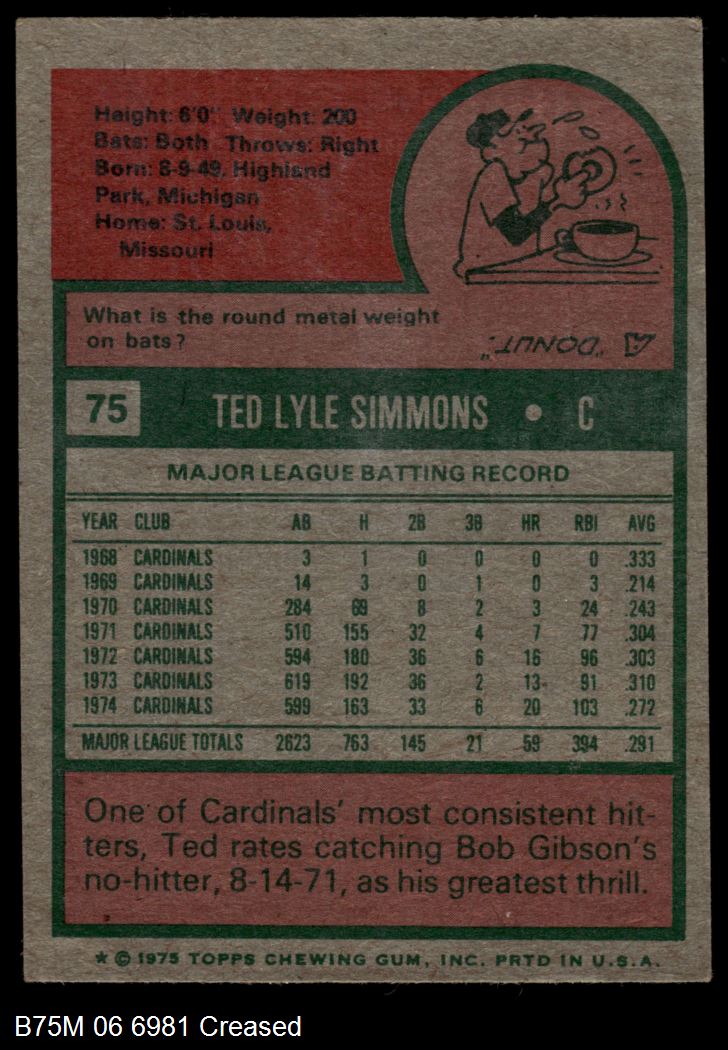 Height: 6'0" Weight: 200
Bats: Both Throws: Right
Born: 8-9-49, Highland
Park, Michigan
Home: St. Louis,
Missouri
What is the round metal weight
on bats?
A "DONUT."
75 TED LYLE SIMMONS • C
MAJOR LEAGUE BATTING RECORD
YEAR CLUB AB H 2B 3B HR RBI AVG
1968 CARDINALS 3 1 0 0 0 0 .333
1969 CARDINALS 14 3 0 1 0 3 .214
1970 CARDINALS 284 69 8 2 3 24 .243
1971 CARDINALS 510 155 32 4 7 77 .304
1972 CARDINALS 594 180 36 6 16 96 .303
1973 CARDINALS 619 192 36 2 13 91 .310
1974 CARDINALS 599 163 33 6 20 103 .272
MAJOR LEAGUE TOTALS 2623 763 145 21 59 394 .291
One of Cardinals' most consistent hit-
ters, Ted rates catching Bob Gibson's
no-hitter, 8-14-71, as his greatest thrill.
★ © 1975 TOPPS CHEWING GUM, INC. PRTD IN U.S.A.
B75M 06 6981 Creased